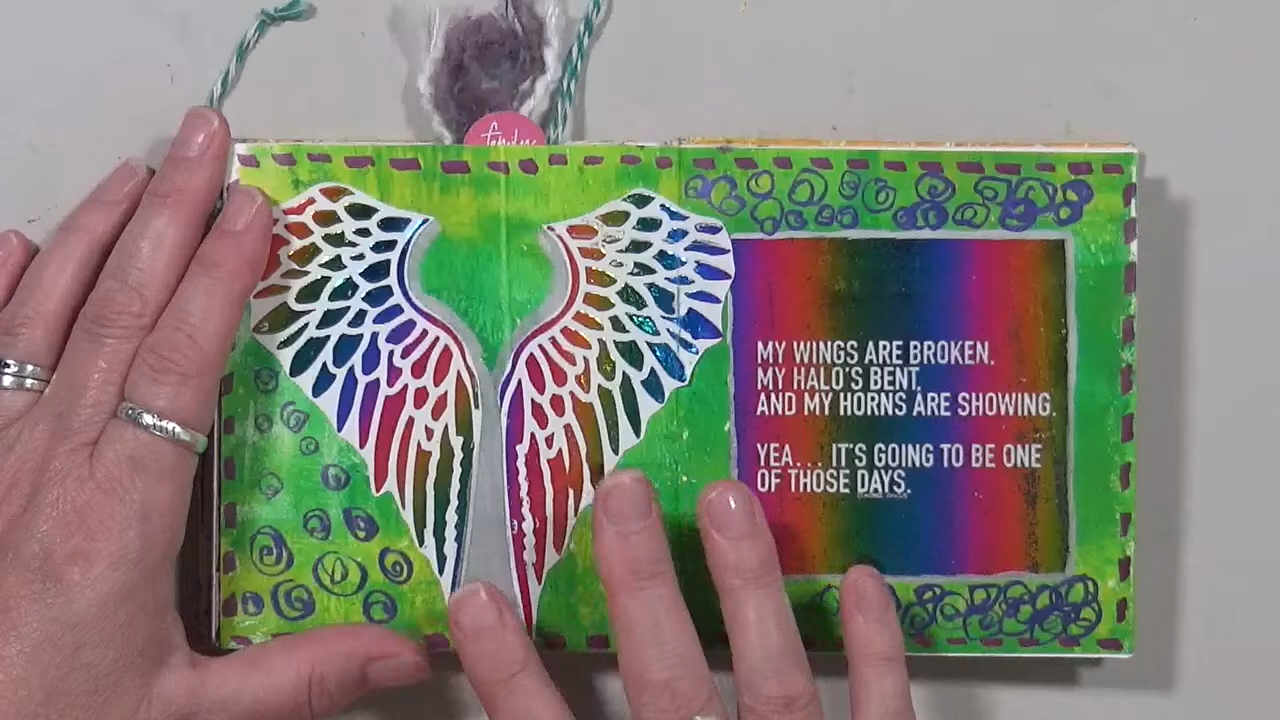 MY WINGS ARE BROKEN,
MY HALO'S BENT,
AND MY HORNS ARE SHOWING.
YEA... IT'S GOING TO BE ONE
OF THOSE DAYS.